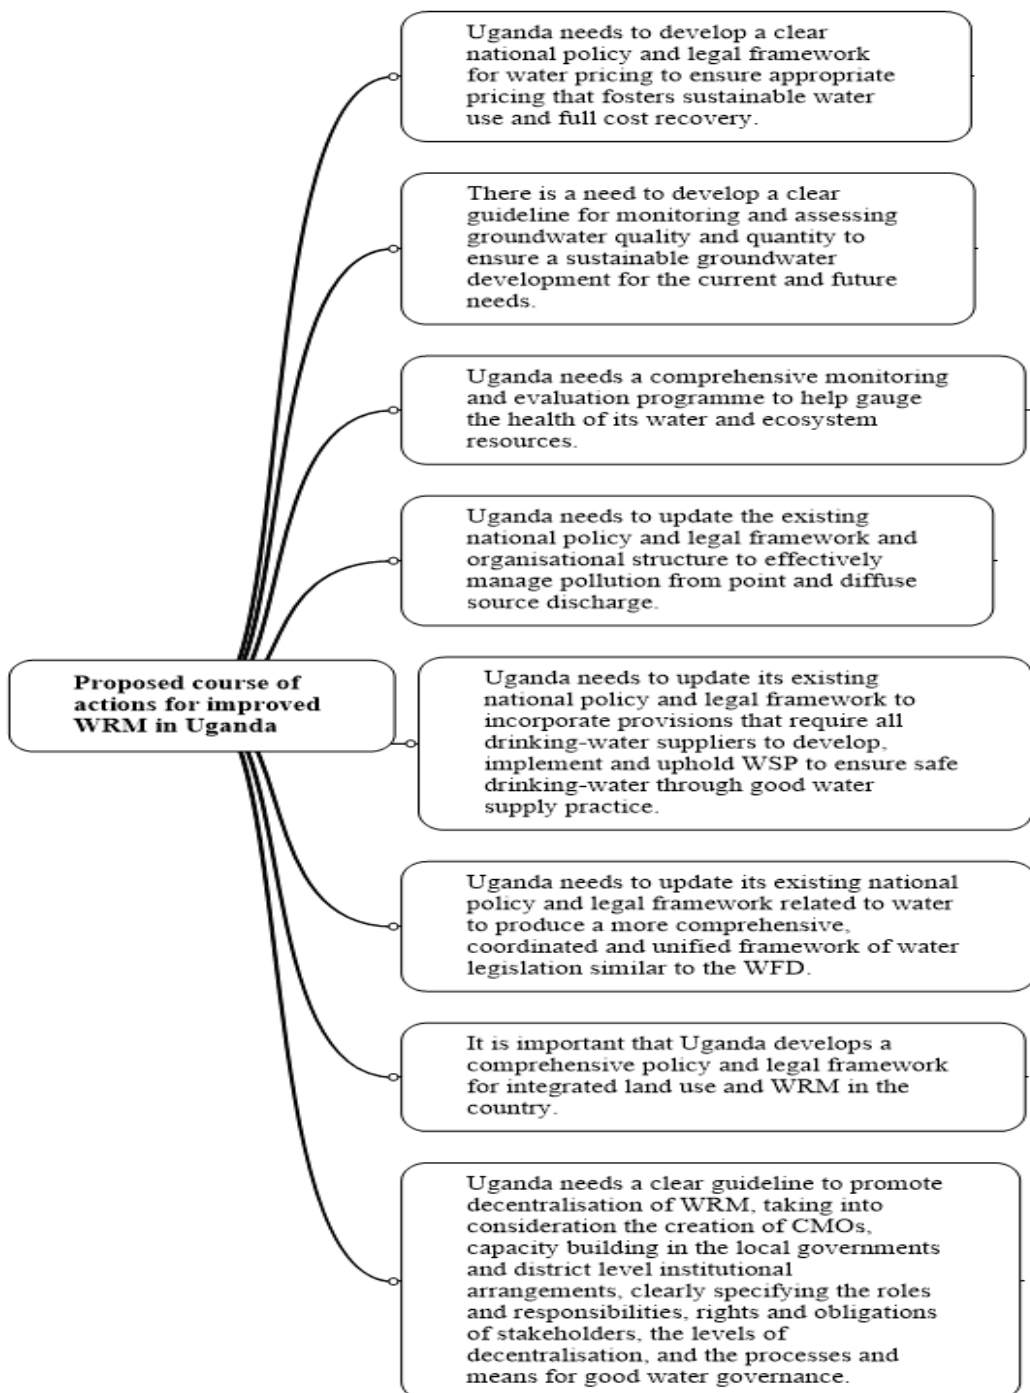 Uganda needs to develop a clear
national policy and legal framework
for water pricing to ensure appropriate
pricing that fosters sustainable water
use and full cost recovery.
There is a need to develop a clear
guideline for monitoring and assessing
groundwater quality and quantity to
ensure a sustainable groundwater
development for the current and future
needs.
Uganda needs a comprehensive monitoring
and evaluation programme to help gauge
the health of its water and ecosystem
resources.
Uganda needs to update the existing
national policy and legal framework and
organisational structure to effectively
manage pollution from point and diffuse
source discharge.
Proposed course of
actions for improved
WRM in Uganda
Uganda needs to update its existing
national policy and legal framework to
incorporate provisions that require all
drinking-water suppliers to develop,
implement and uphold WSP to ensure safe
drinking-water through good water
supply practice.
Uganda needs to update its existing national
policy and legal framework related to water
to produce a more comprehensive,
coordinated and unified framework of water
legislation similar to the WFD.
It is important that Uganda develops a
comprehensive policy and legal framework
for integrated land use and WRM in the
country.
Uganda needs a clear guideline to promote
decentralisation of WRM, taking into
consideration the creation of CMOs,
capacity building in the local governments
and district level institutional
arrangements, clearly specifying the roles
and responsibilities, rights and obligations
of stakeholders, the levels of
decentralisation, and the processes and
means for good water governance.